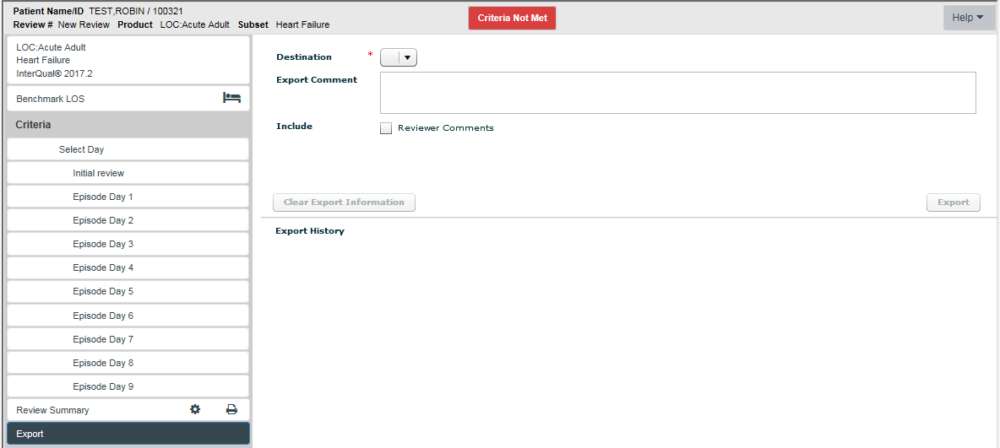 Patient Name/ID TEST,ROBIN / 100321
Review # New Review Product LOC:Acute Adult Subset Heart Failure
Criteria Not Met
Help
LOC:Acute Adult
Heart Failure
InterQual® 2017.2
Benchmark LOS
Criteria
Select Day
Initial review
Episode Day 1
Episode Day 2
Episode Day 3
Episode Day 4
Episode Day 5
Episode Day 6
Episode Day 7
Episode Day 8
Episode Day 9
Review Summary
Export
Destination *
Export Comment
Include Reviewer Comments
Clear Export Information Export
Export History